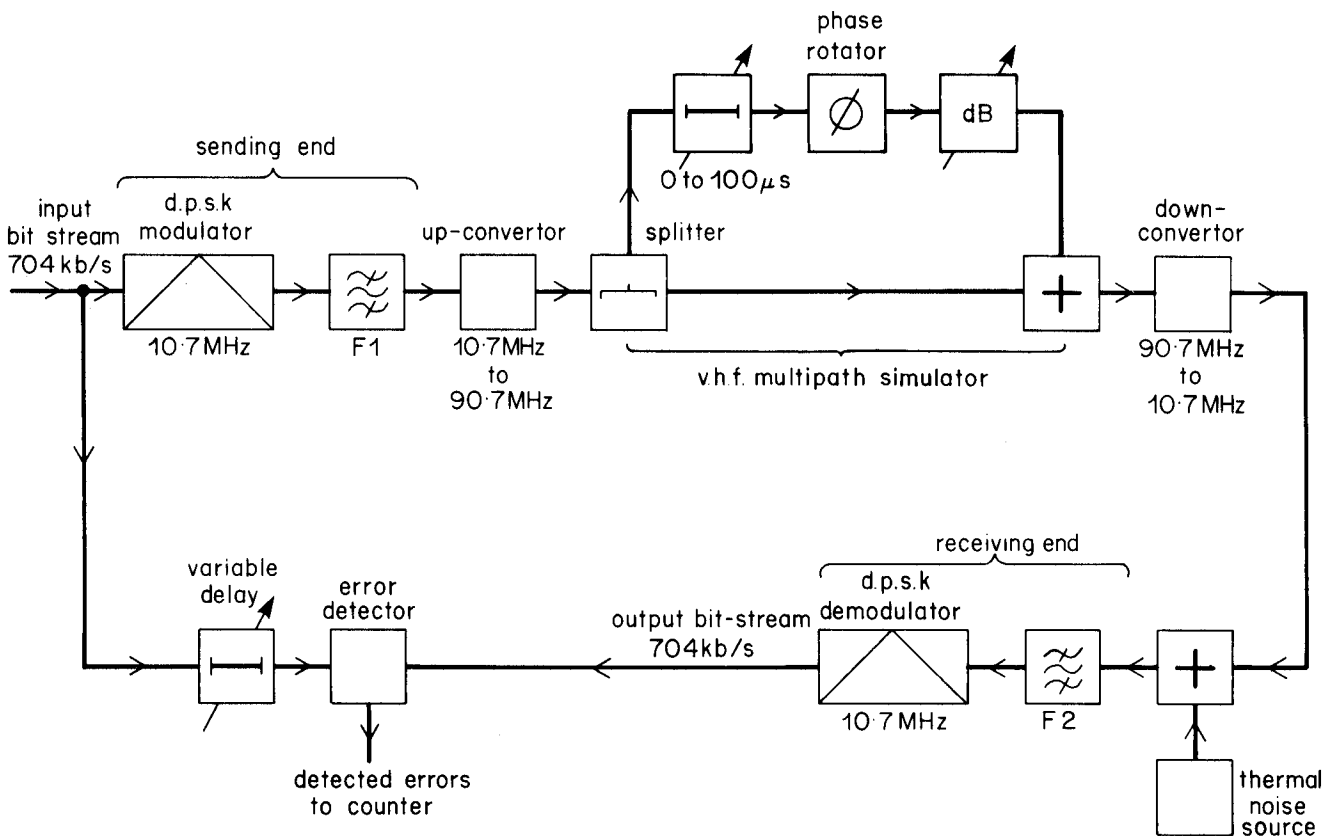 phase
rotator
dB
0 to 100μs
sending end
d.p.s.k
modulator
input
bit stream
704 kb/s
10·7MHz
F1
up-convertor
10·7MHz
to
90·7MHz
splitter
v.h.f. multipath simulator
down-
convertor
90·7MHz
to
10·7MHz
variable
delay
error
detector
detected errors
to counter
output bit-stream
704kb/s
receiving end
d.p.s.k
demodulator
10·7MHz
F2
thermal
noise
source